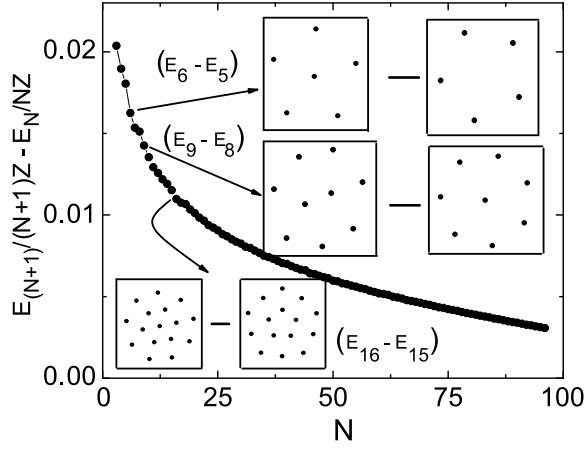 0.02
(E₆ – E₅)
(E₉ – E₈)
0.01
(E₁₆ – E₁₅)
0.00
0 25 50 75 100
N
E₍N+1₎/(N+1)Z - E_N/NZ